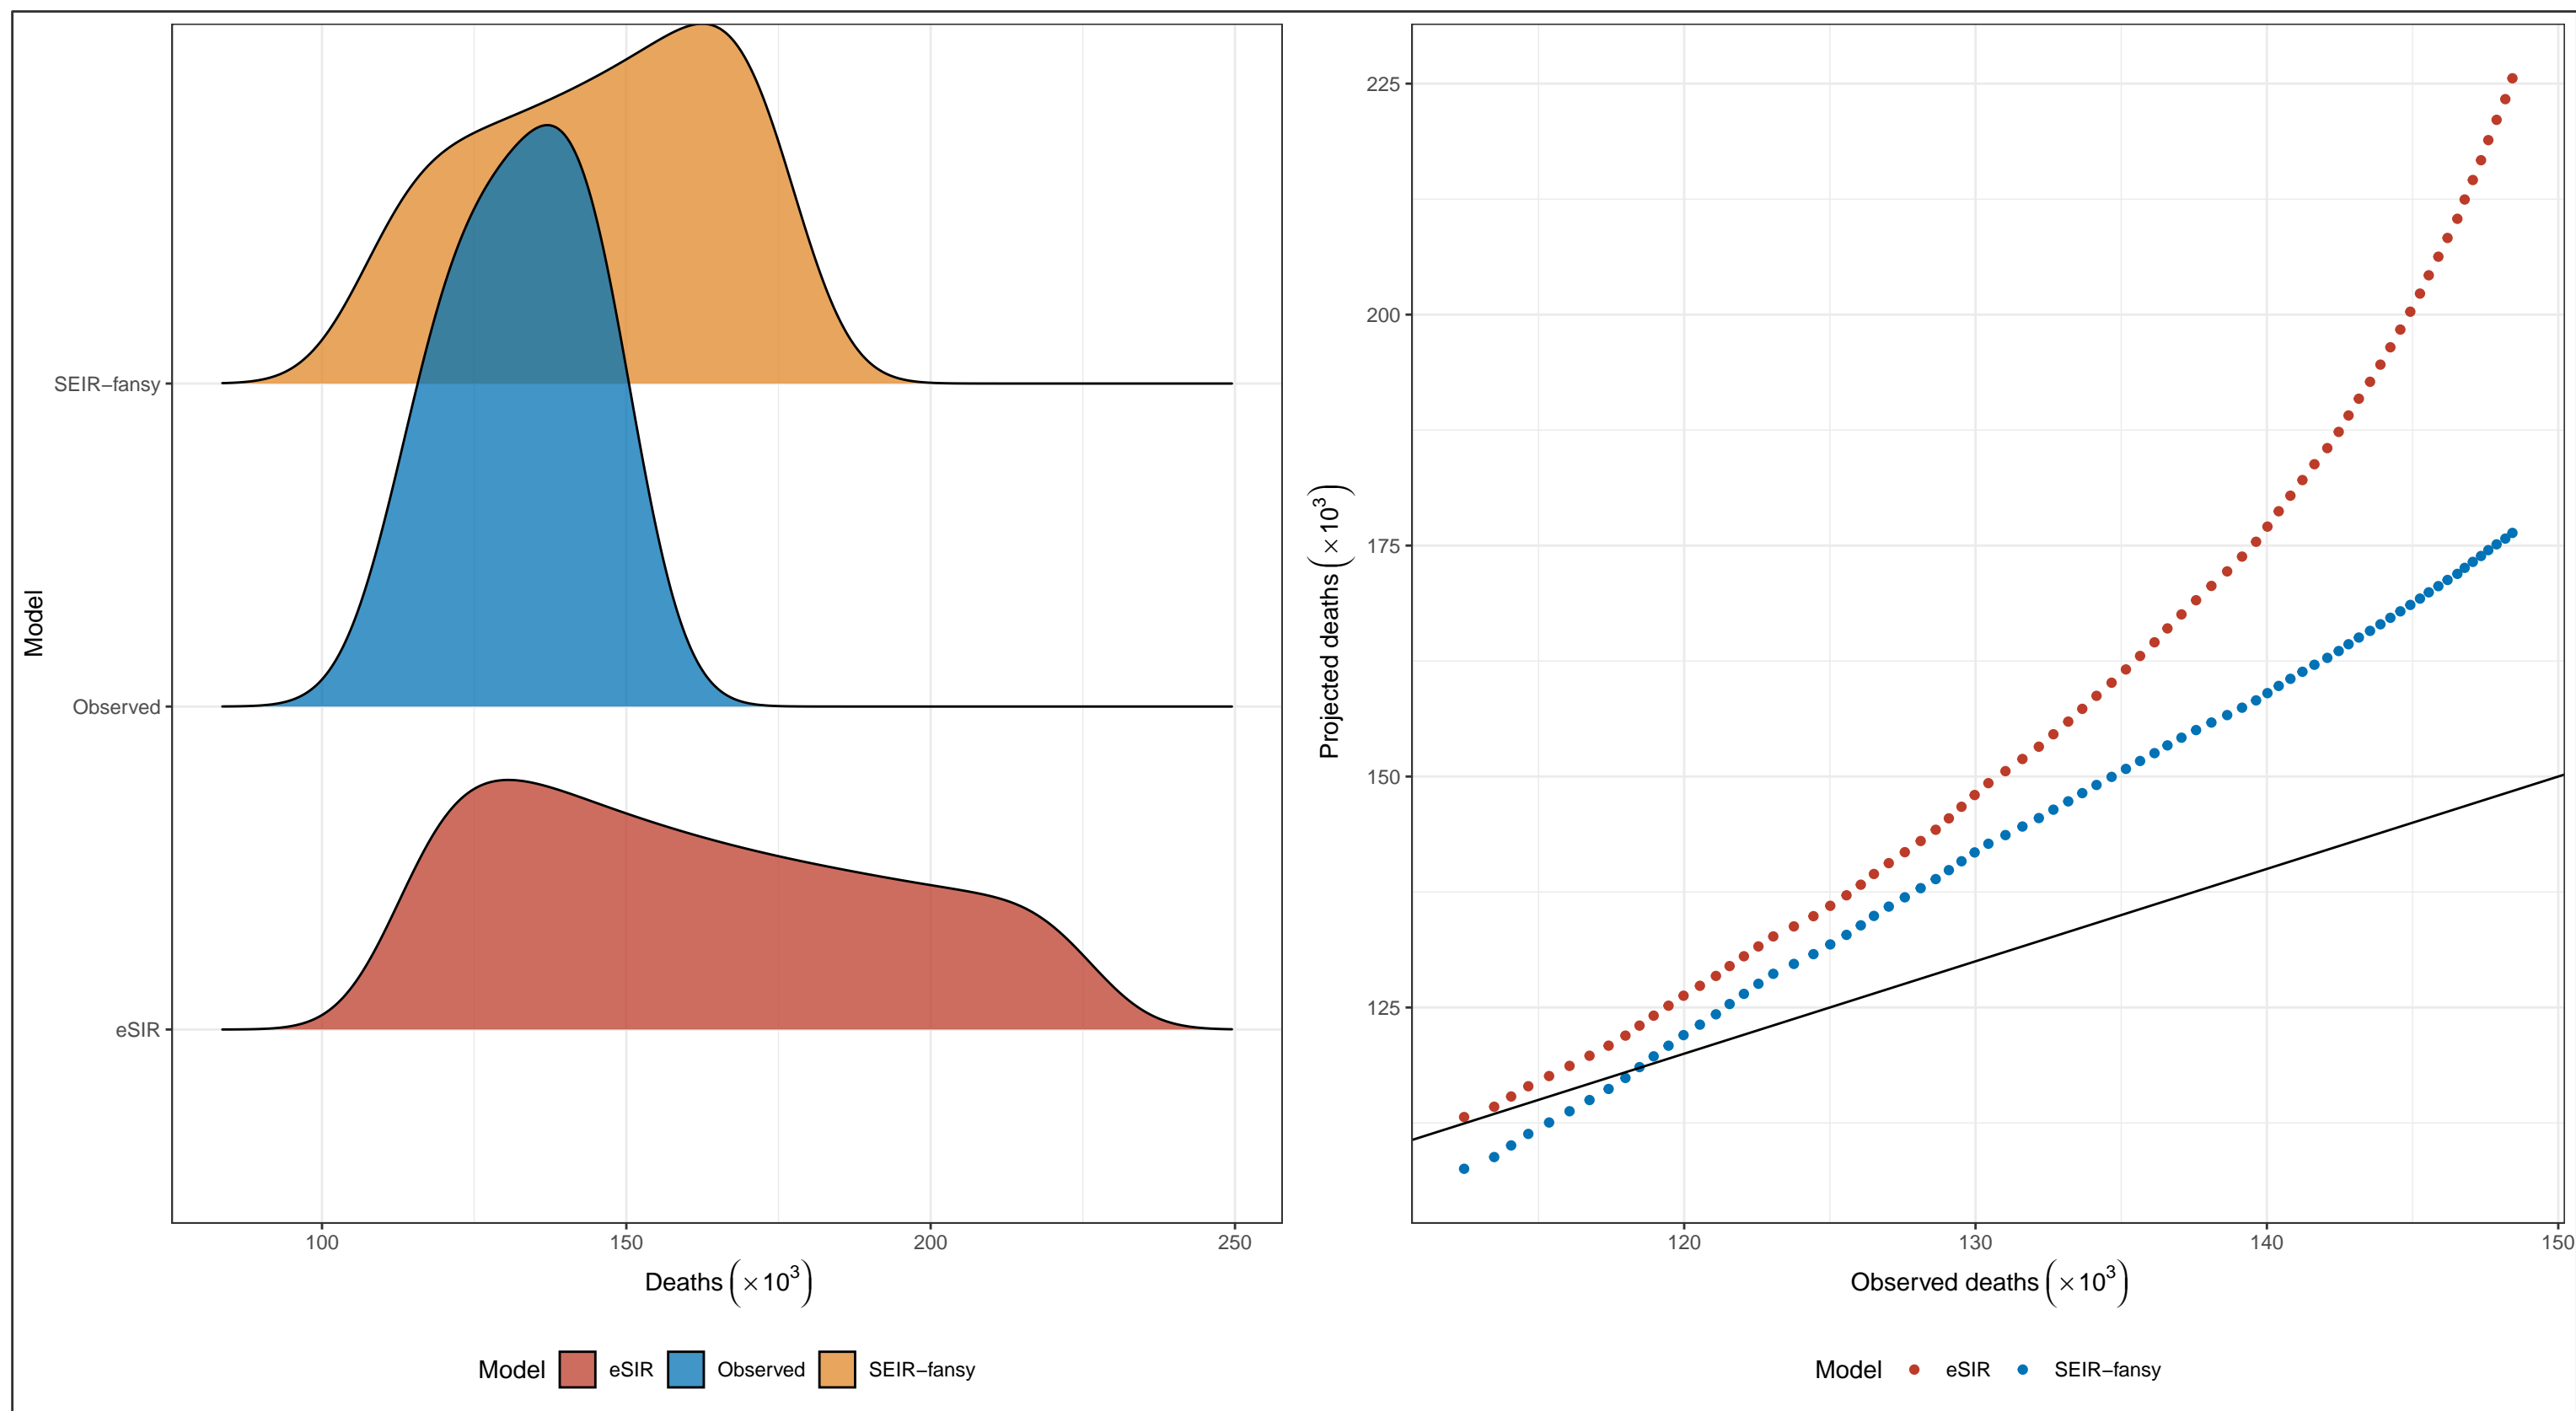 Model
SEIR–fansy
Observed
eSIR
100 150 200 250
Deaths (×10³)
Model eSIR Observed SEIR–fansy
Projected deaths (×10³)
225
200
175
150
125
120 130 140 150
Observed deaths (×10³)
Model eSIR SEIR–fansy